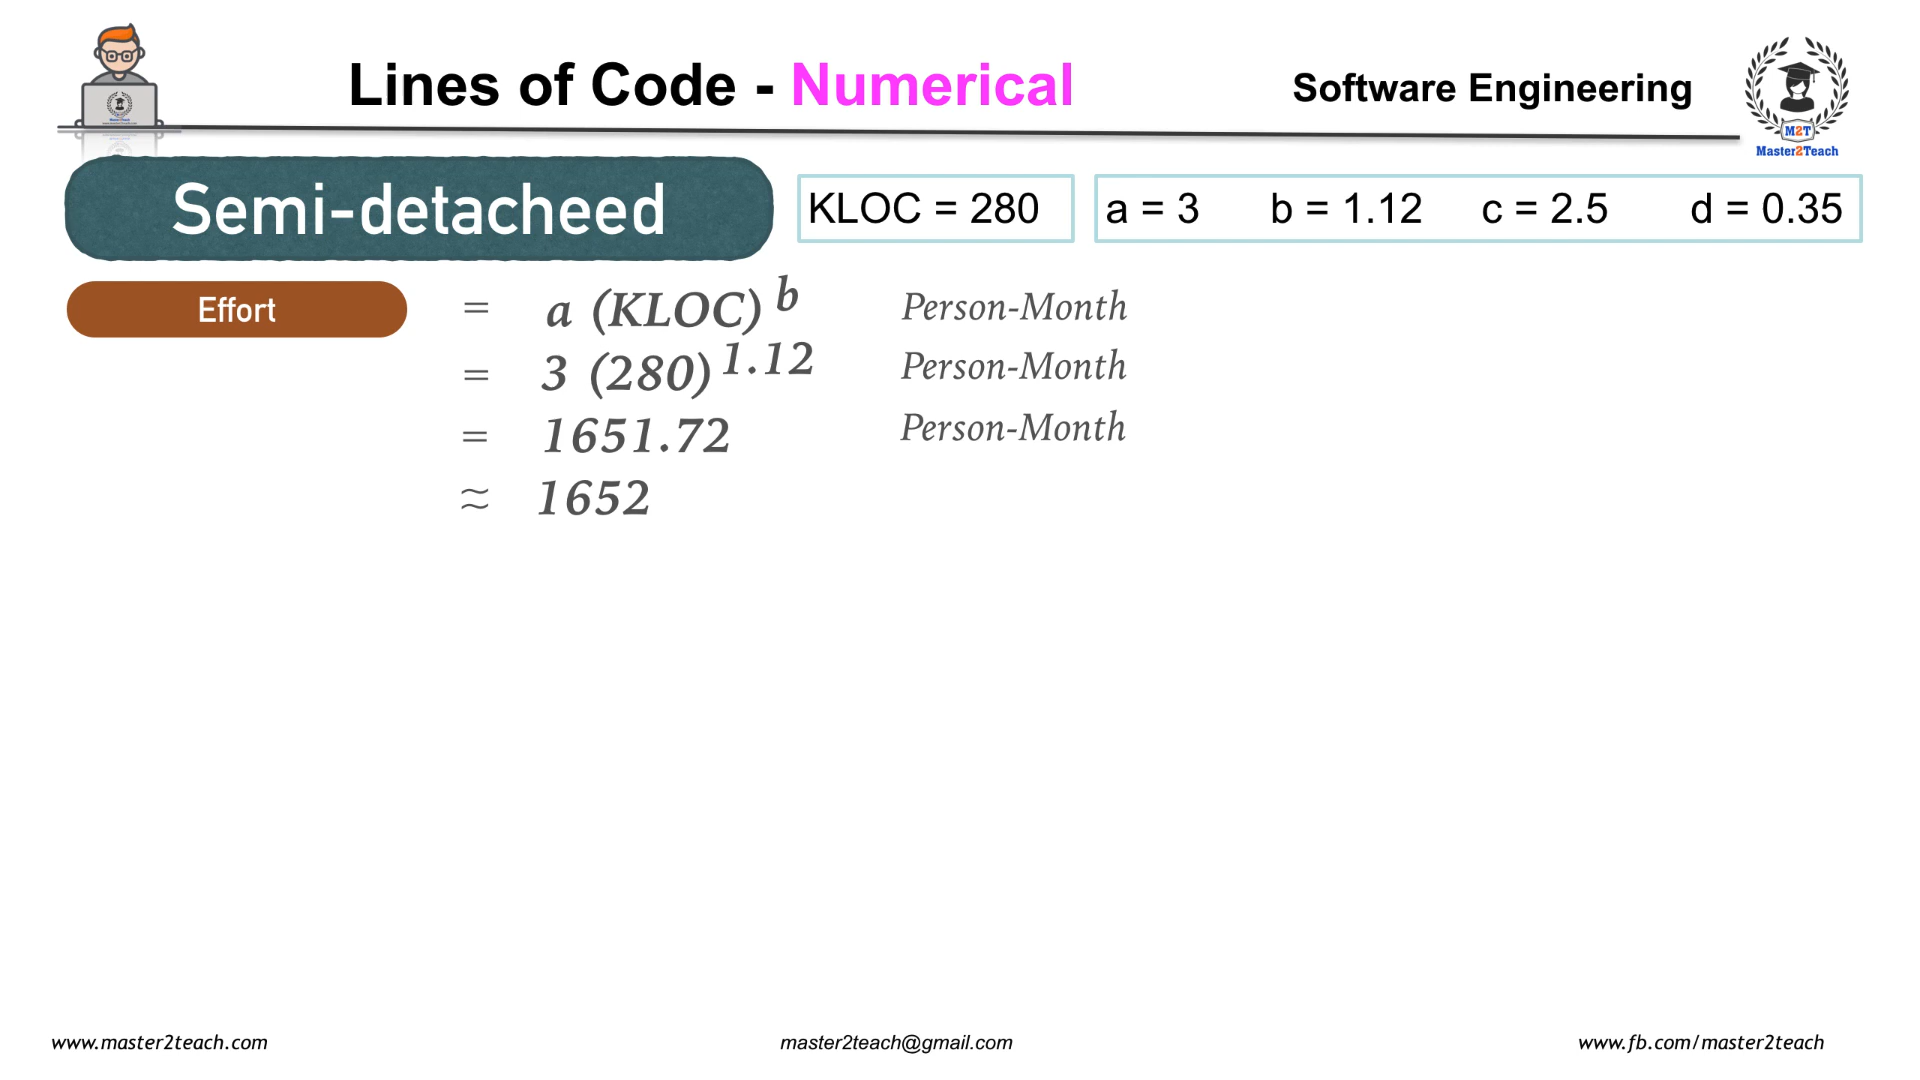 Lines of Code - Numerical
Software Engineering
M2T
Master2Teach
Semi-detacheed
KLOC = 280
a = 3 b = 1.12 c = 2.5 d = 0.35
Effort
= a (KLOC) b Person-Month
= 3 (280) 1.12 Person-Month
= 1651.72 Person-Month
≈ 1652
www.master2teach.com
master2teach@gmail.com
www.fb.com/master2teach